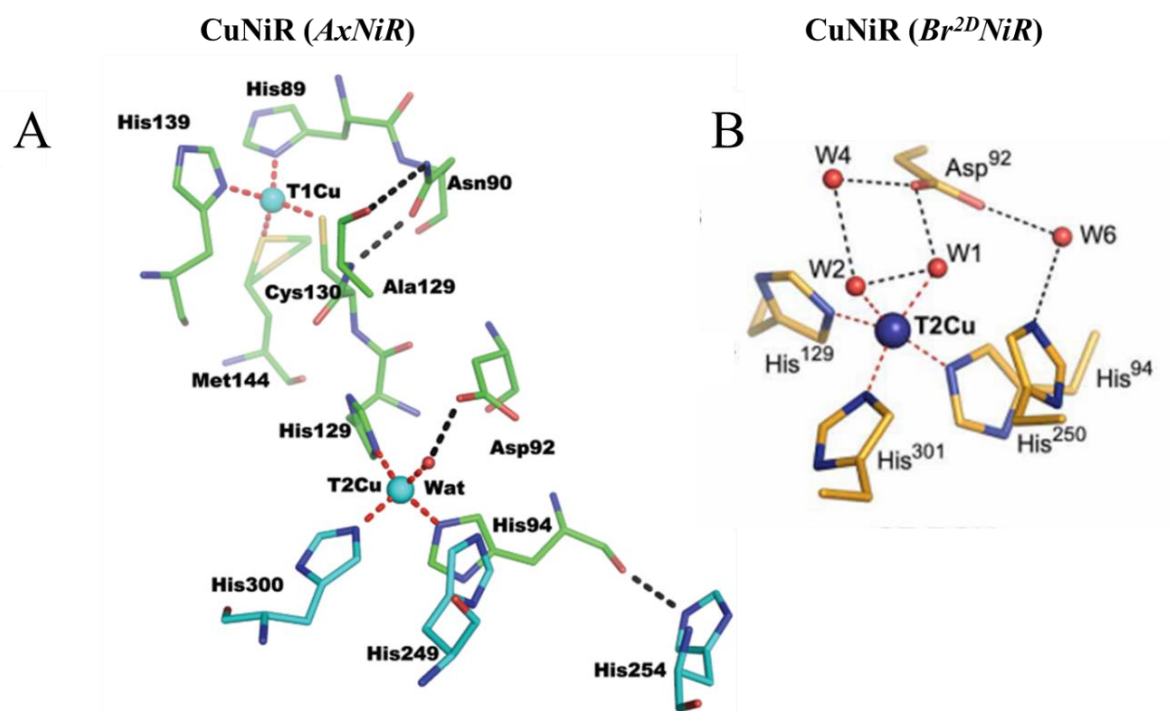 CuNiR (AxNiR)
CuNiR (Br²ᴰNiR)
A
His89
His139
T1Cu
Asn90
Cys130
Ala129
Met144
His129
Asp92
T2Cu
Wat
His94
His300
His249
His254
B
W4
Asp⁹²
W6
W1
W2
T2Cu
His¹²⁹
His⁹⁴
His²⁵⁰
His³⁰¹